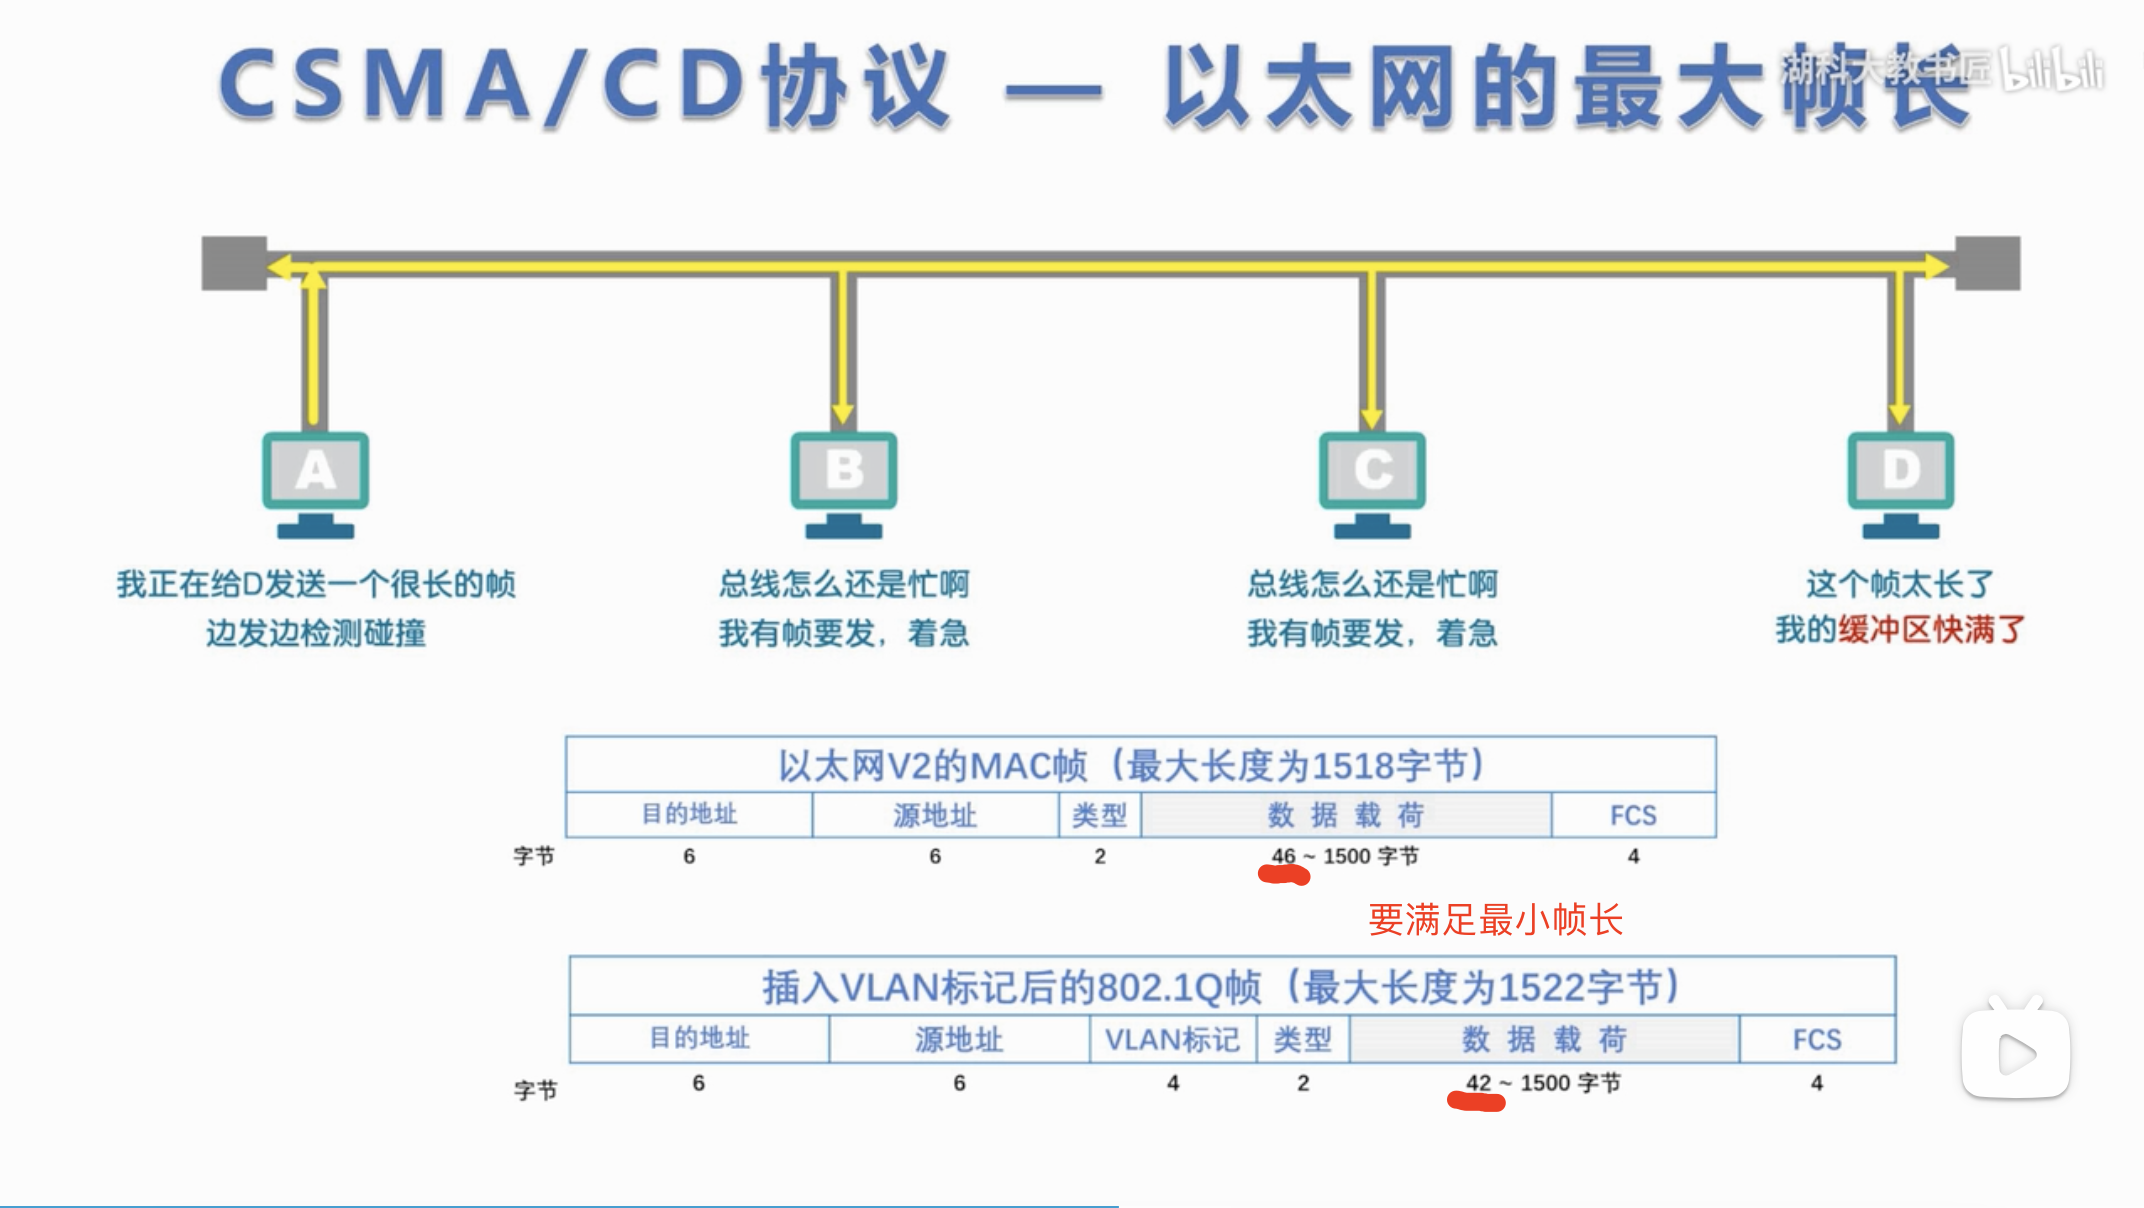 CSMA/CD协议 — 以太网的最大帧长
湖科大教书匠 bilibili
A
B
C
D
我正在给D发送一个很长的帧
边发边检测碰撞
总线怎么还是忙啊
我有帧要发，着急
总线怎么还是忙啊
我有帧要发，着急
这个帧太长了
我的缓冲区快满了
以太网V2的MAC帧（最大长度为1518字节）
目的地址 源地址 类型 数据载荷 FCS
字节 6 6 2 46 ~ 1500 字节 4
要满足最小帧长
插入VLAN标记后的802.1Q帧（最大长度为1522字节）
目的地址 源地址 VLAN标记 类型 数据载荷 FCS
字节 6 6 4 2 42 ~ 1500 字节 4